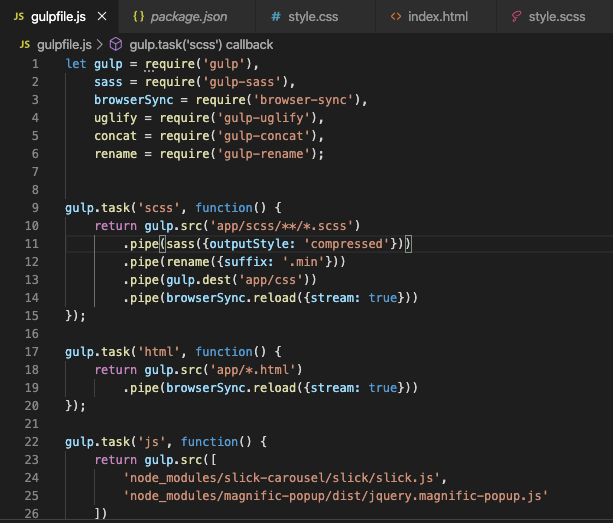 JS gulpfile.js × {} package.json # style.css <> index.html style.scss
JS gulpfile.js > gulp.task('scss') callback
1 let gulp = require('gulp'),
2 sass = require('gulp-sass'),
3 browserSync = require('browser-sync'),
4 uglify = require('gulp-uglify'),
5 concat = require('gulp-concat'),
6 rename = require('gulp-rename');
7
8
9 gulp.task('scss', function() {
10 return gulp.src('app/scss/**/*.scss')
11 .pipe(sass({outputStyle: 'compressed'}))
12 .pipe(rename({suffix: '.min'}))
13 .pipe(gulp.dest('app/css'))
14 .pipe(browserSync.reload({stream: true}))
15 });
16
17 gulp.task('html', function() {
18 return gulp.src('app/*.html')
19 .pipe(browserSync.reload({stream: true}))
20 });
21
22 gulp.task('js', function() {
23 return gulp.src([
24 'node_modules/slick-carousel/slick/slick.js',
25 'node_modules/magnific-popup/dist/jquery.magnific-popup.js'
26 ])